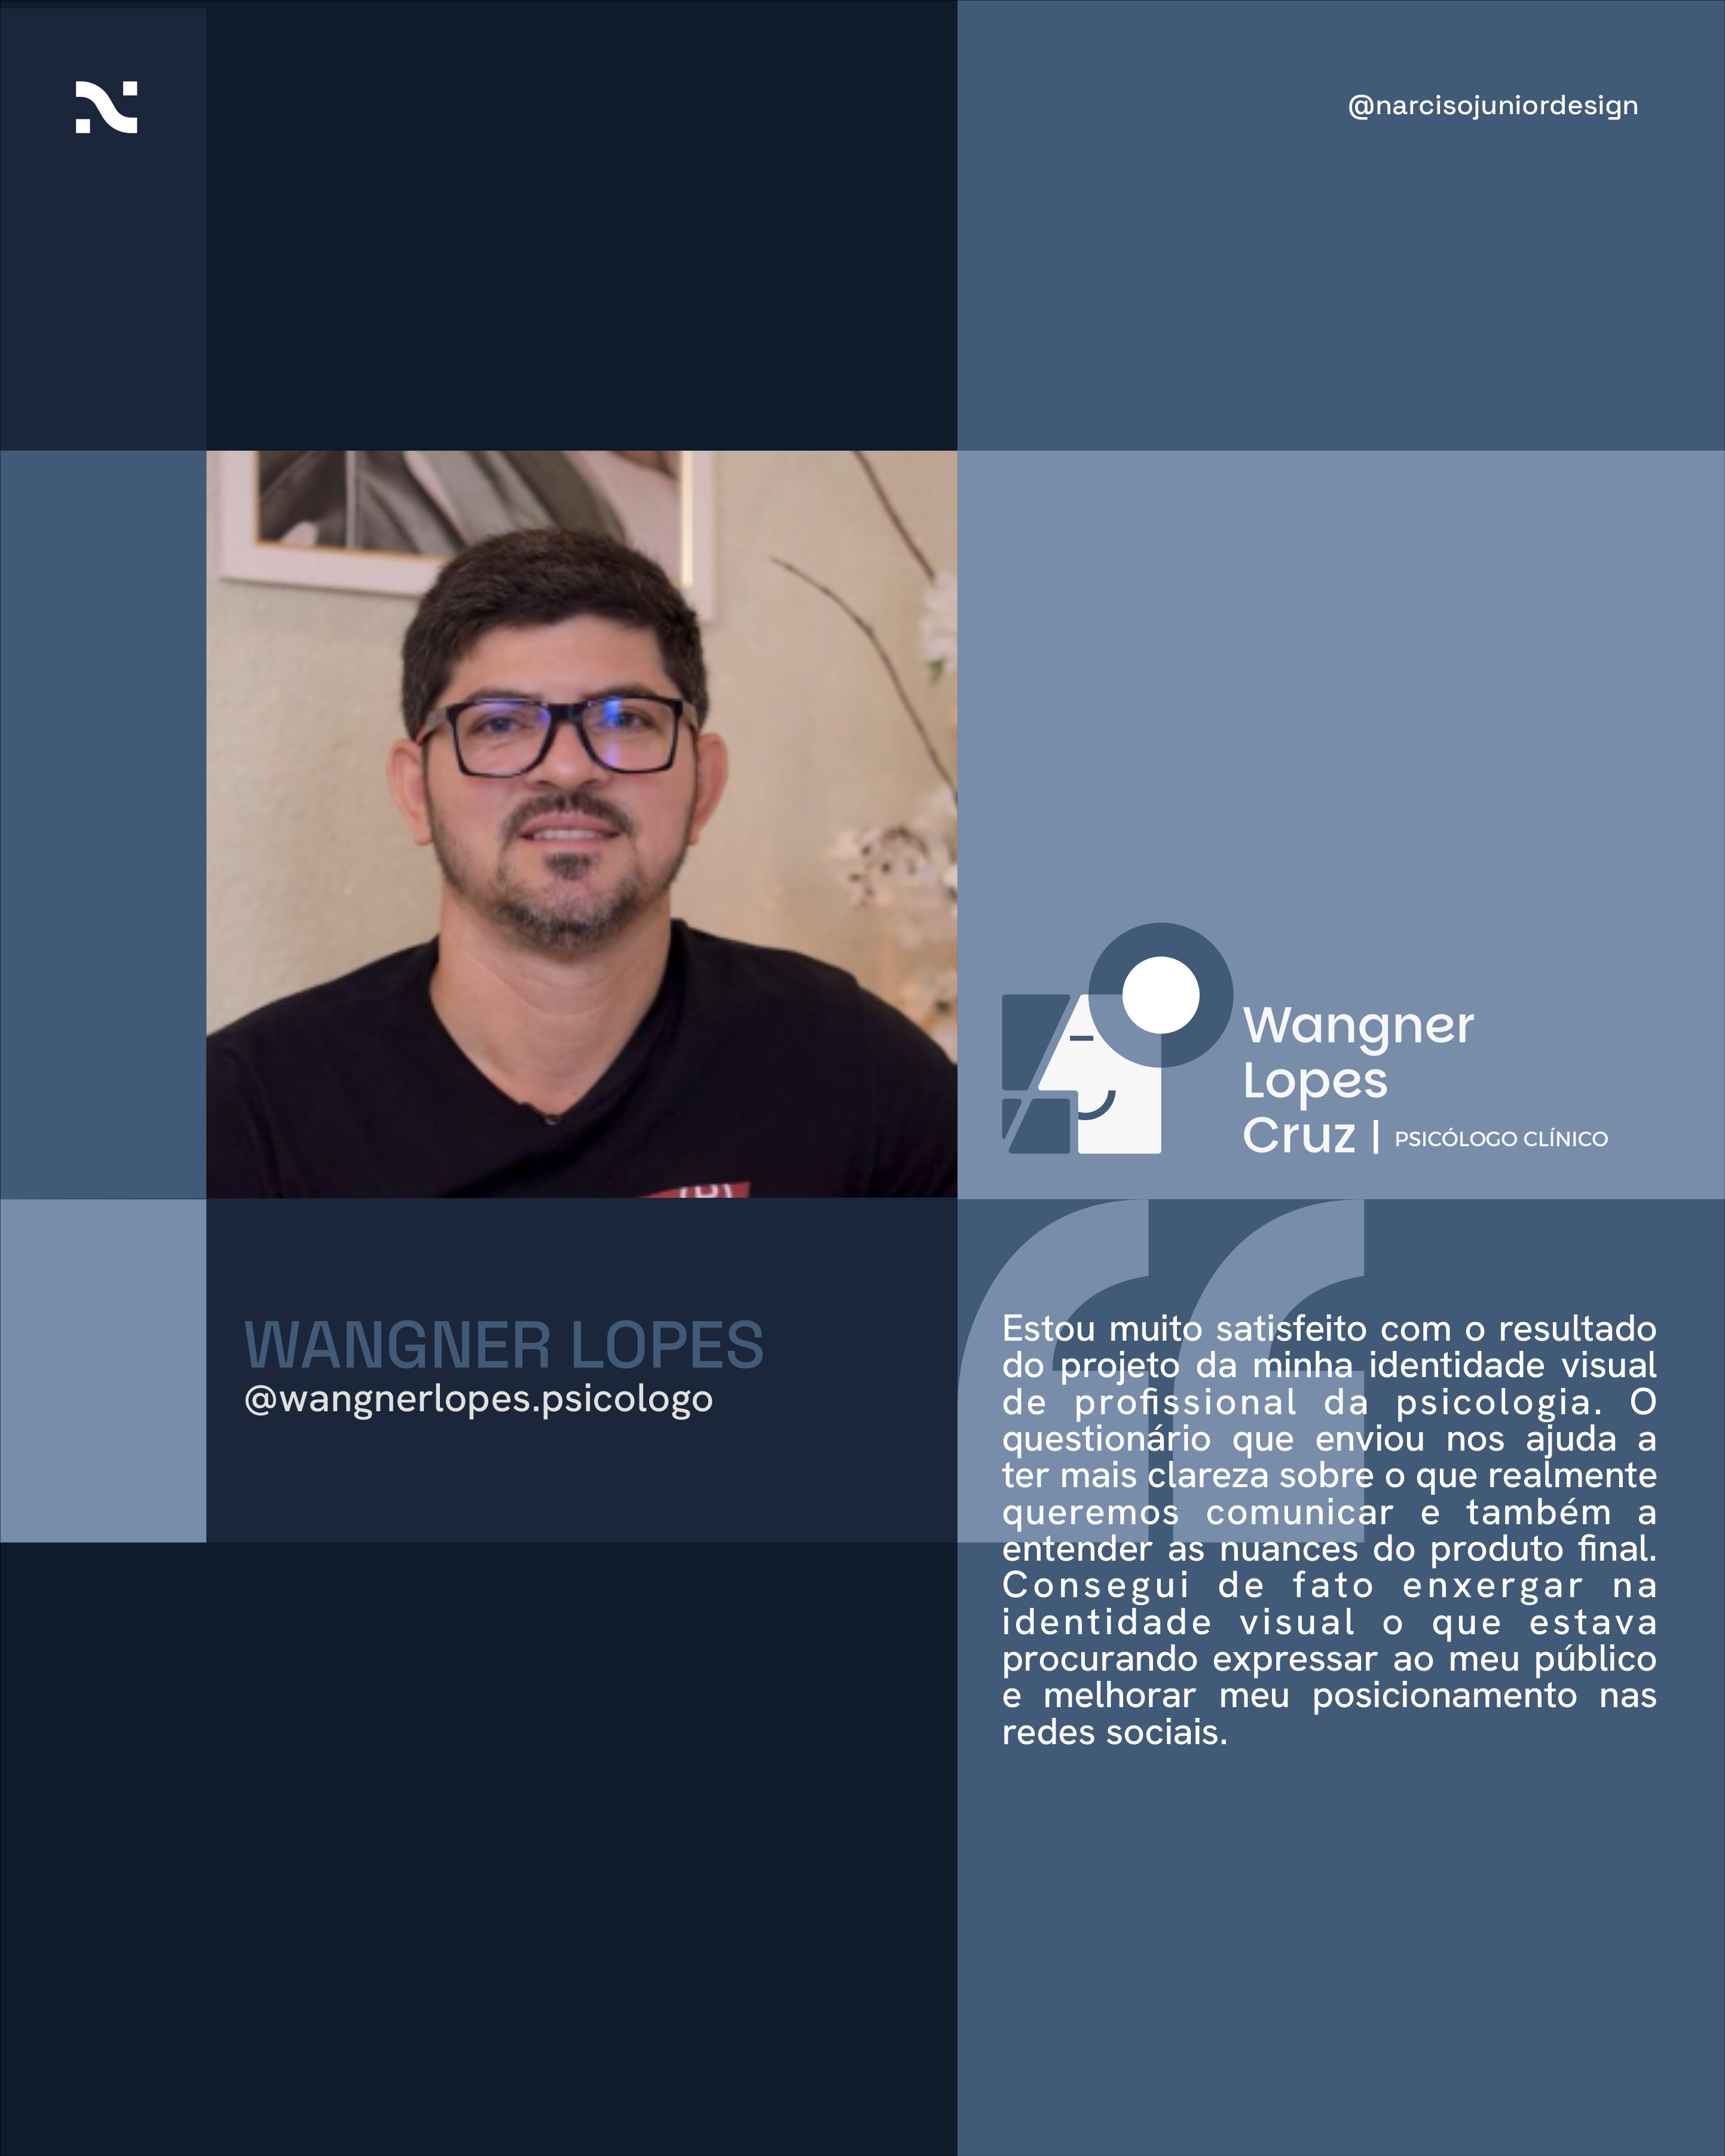 @narcisojuniordesign
Wangner
Lopes
Cruz | PSICÓLOGO CLÍNICO
WANGNER LOPES
@wangnerlopes.psicologo
Estou muito satisfeito com o resultado
do projeto da minha identidade visual
de profissional da psicologia. O
questionário que enviou nos ajuda a
ter mais clareza sobre o que realmente
queremos comunicar e também a
entender as nuances do produto final.
Consegui de fato enxergar na
identidade visual o que estava
procurando expressar ao meu público
e melhorar meu posicionamento nas
redes sociais.